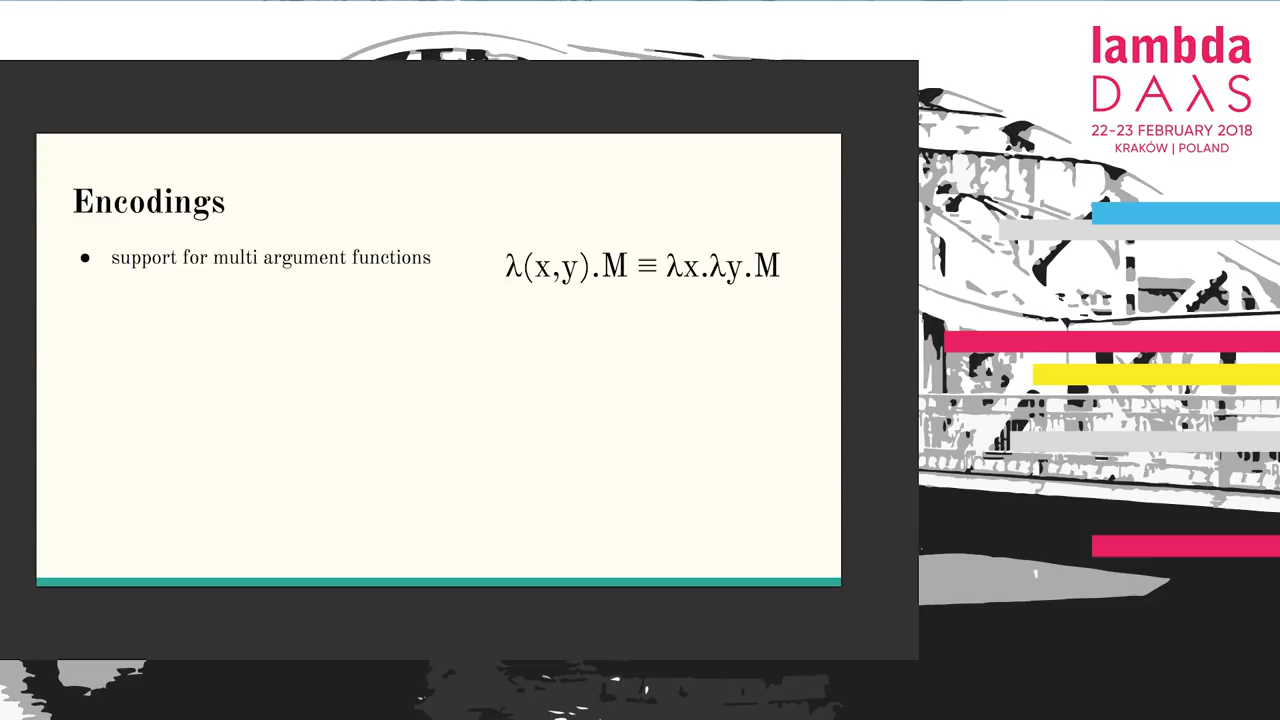 lambda
DAλS
22-23 FEBRUARY 2018
KRAKÓW | POLAND
Encodings
● support for multi argument functions
λ(x,y).M ≡ λx.λy.M